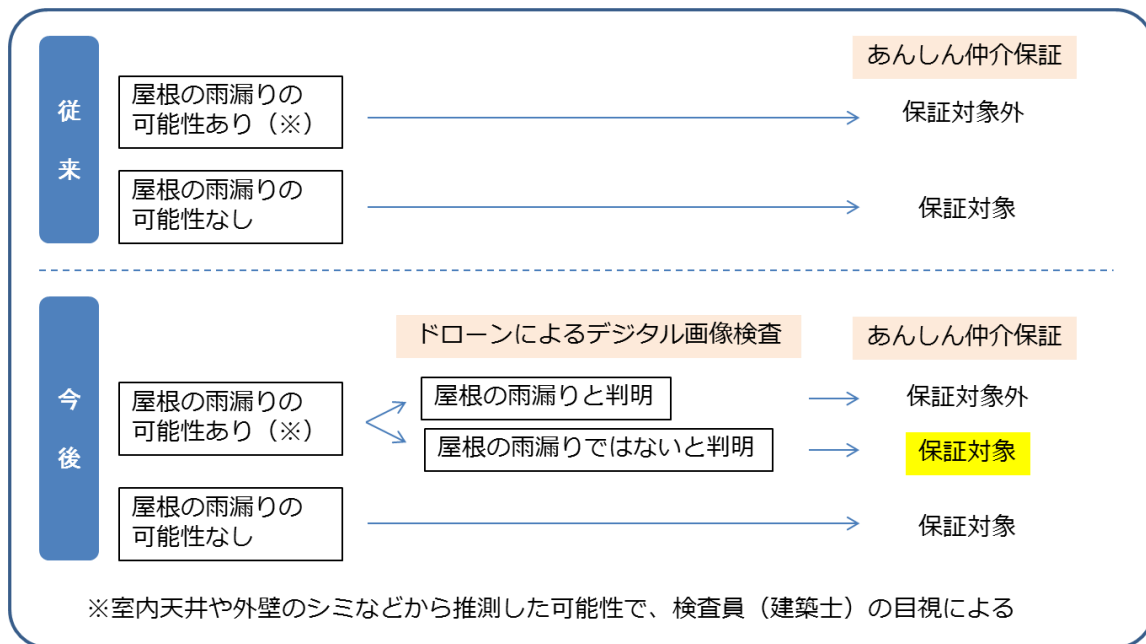 従来
あんしん仲介保証
屋根の雨漏りの
可能性あり（※）
保証対象外
屋根の雨漏りの
可能性なし
保証対象
今後
ドローンによるデジタル画像検査
あんしん仲介保証
屋根の雨漏りの
可能性あり（※）
屋根の雨漏りと判明
保証対象外
屋根の雨漏りではないと判明
保証対象
屋根の雨漏りの
可能性なし
保証対象
※室内天井や外壁のシミなどから推測した可能性で、検査員（建築士）の目視による